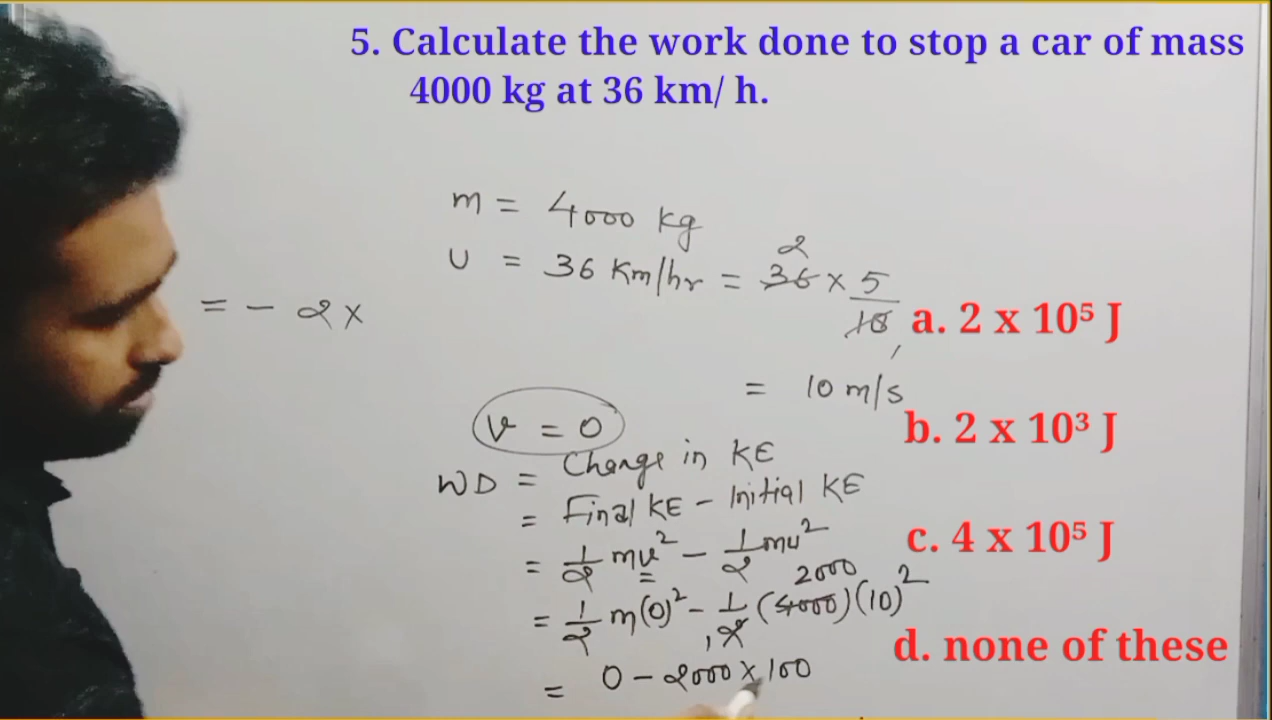 5. Calculate the work done to stop a car of mass
4000 kg at 36 km/ h.
m = 4000 kg
u = 36 Km/hr = 36 x 5
2
18
1
= 10 m/s
v = 0
WD = Change in KE
= Final KE - Initial KE
= 1/2 mv² - 1/2 mu²
2000
= 1/2 m(0)² - 1/2 (4000)(10)²
1
= 0 - 2000 x 100
= - 2 x
a. 2 x 10⁵ J
b. 2 x 10³ J
c. 4 x 10⁵ J
d. none of these